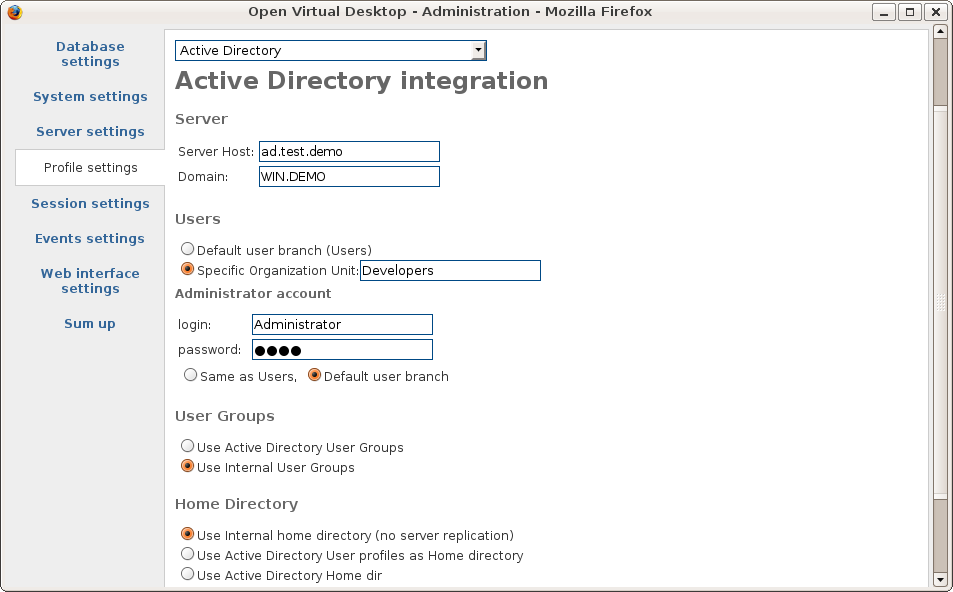 Open Virtual Desktop - Administration - Mozilla Firefox
Database
settings
System settings
Server settings
Profile settings
Session settings
Events settings
Web interface
settings
Sum up
Active Directory
Active Directory integration
Server
Server Host: ad.test.demo
Domain: WIN.DEMO
Users
Default user branch (Users)
Specific Organization Unit: Developers
Administrator account
login: Administrator
password: ●●●●
Same as Users, Default user branch
User Groups
Use Active Directory User Groups
Use Internal User Groups
Home Directory
Use Internal home directory (no server replication)
Use Active Directory User profiles as Home directory
Use Active Directory Home dir